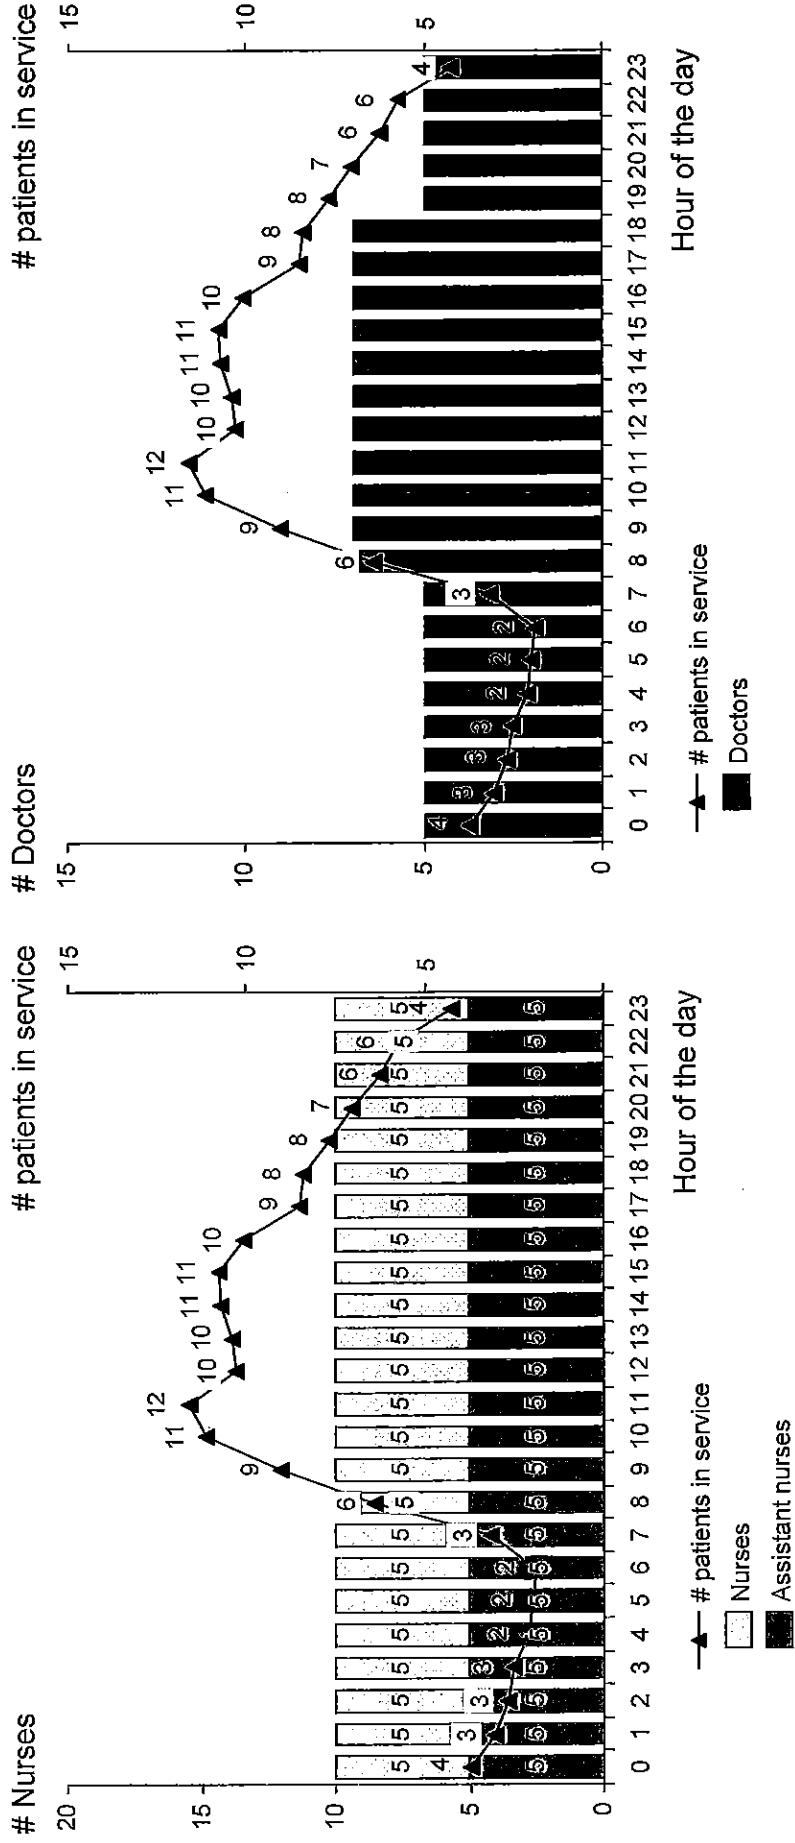 # Nurses
# patients in service
20
15
10
5
0
15
10
5
5 5 5 5 5 5 5 5 5 5 5 5 5 5 5 5 5 5 5 5 5 5 5 5
5 5 5 5 5 5 5 5 5 5 5 5 5 5 5 5 5 5 5 5 5 5 5 5
4 3 3 3 2 2 2 3 6 9 11 12 10 10 11 11 10 9 8 8 7 6 6 4
0 1 2 3 4 5 6 7 8 9 10 11 12 13 14 15 16 17 18 19 20 21 22 23
Hour of the day
# patients in service
Nurses
Assistant nurses
# Doctors
# patients in service
15
10
5
0
15
10
5
4 3 3 3 2 2 2 3 6 9 11 12 10 10 11 11 10 9 8 8 7 6 6 4
0 1 2 3 4 5 6 7 8 9 10 11 12 13 14 15 16 17 18 19 20 21 22 23
Hour of the day
# patients in service
Doctors